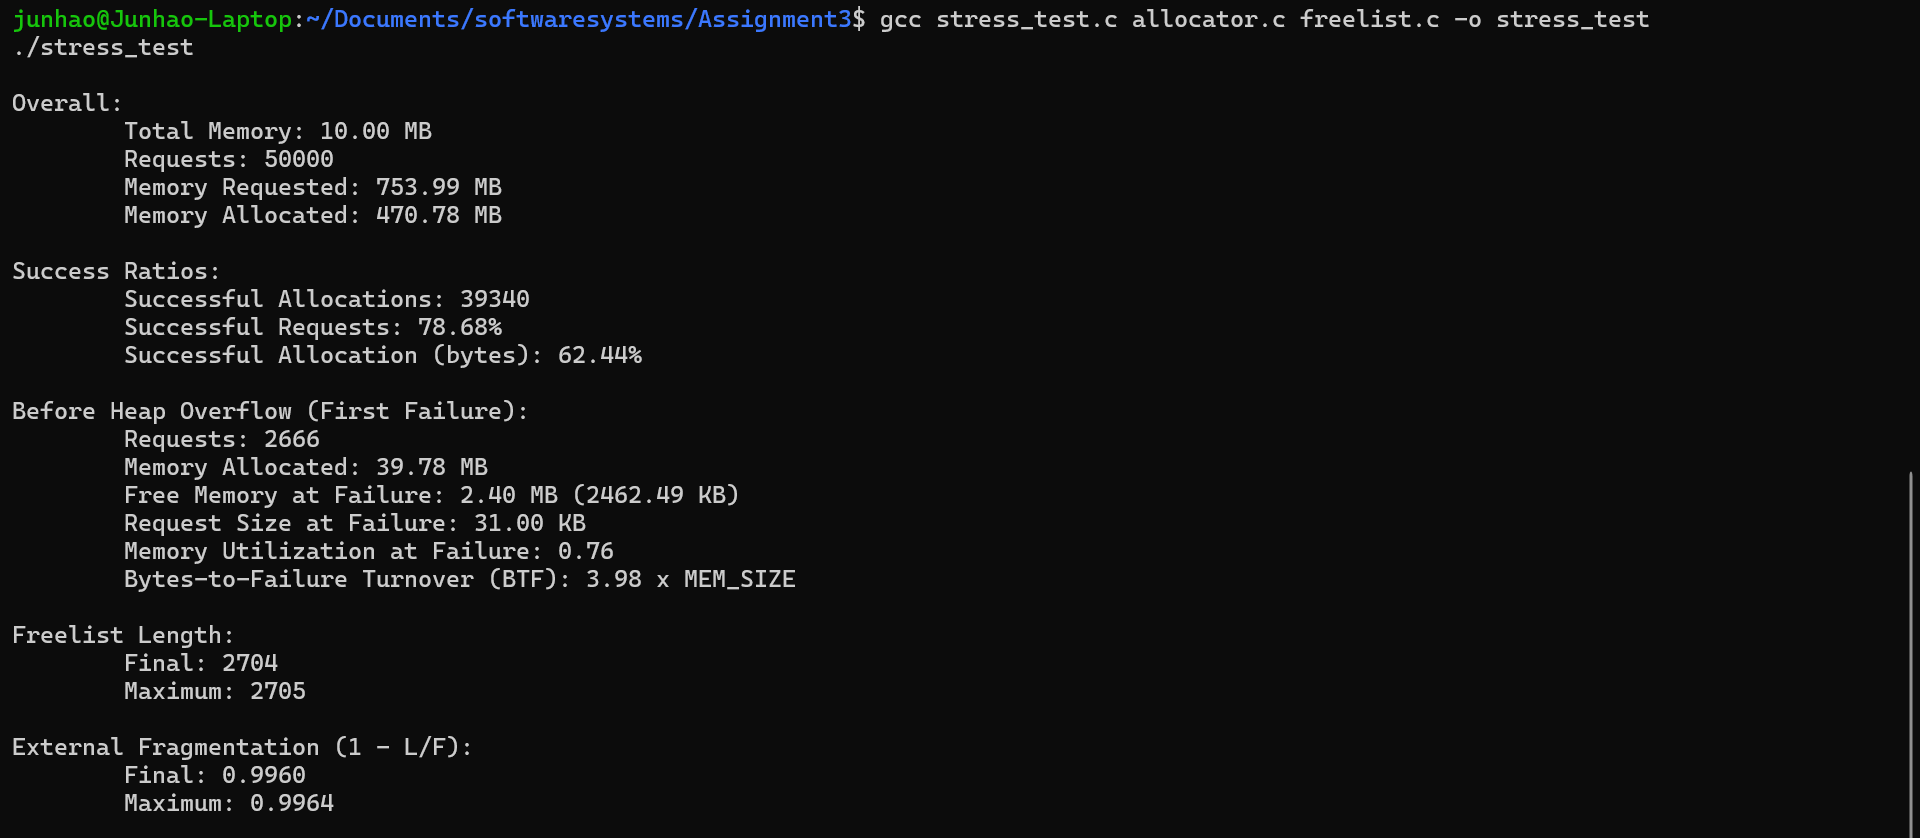 junhao@Junhao-Laptop:~/Documents/softwaresystems/Assignment3$ gcc stress_test.c allocator.c freelist.c -o stress_test
./stress_test
Overall:
Total Memory: 10.00 MB
Requests: 50000
Memory Requested: 753.99 MB
Memory Allocated: 470.78 MB
Success Ratios:
Successful Allocations: 39340
Successful Requests: 78.68%
Successful Allocation (bytes): 62.44%
Before Heap Overflow (First Failure):
Requests: 2666
Memory Allocated: 39.78 MB
Free Memory at Failure: 2.40 MB (2462.49 KB)
Request Size at Failure: 31.00 KB
Memory Utilization at Failure: 0.76
Bytes-to-Failure Turnover (BTF): 3.98 x MEM_SIZE
Freelist Length:
Final: 2704
Maximum: 2705
External Fragmentation (1 - L/F):
Final: 0.9960
Maximum: 0.9964